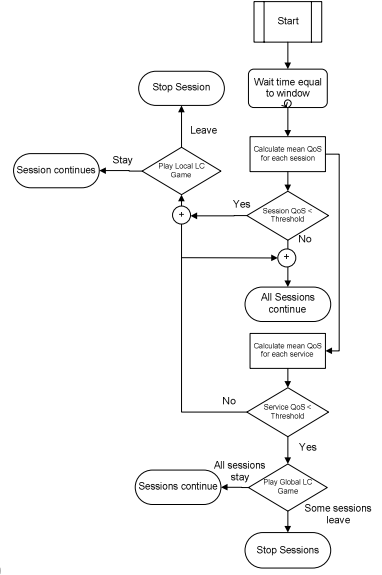 Start
Wait time equal
to window
Stop Session
Leave
Calculate mean QoS
for each session
Stay
Session continues
Play Local LC
Game
Yes
Session QoS <
Threshold
+
No
+
All Sessions
continue
Calculate mean QoS
for each service
No
Service QoS <
Threshold
Yes
All sessions
stay
Sessions continue
Play Global LC
Game
Some sessions
leave
Stop Sessions